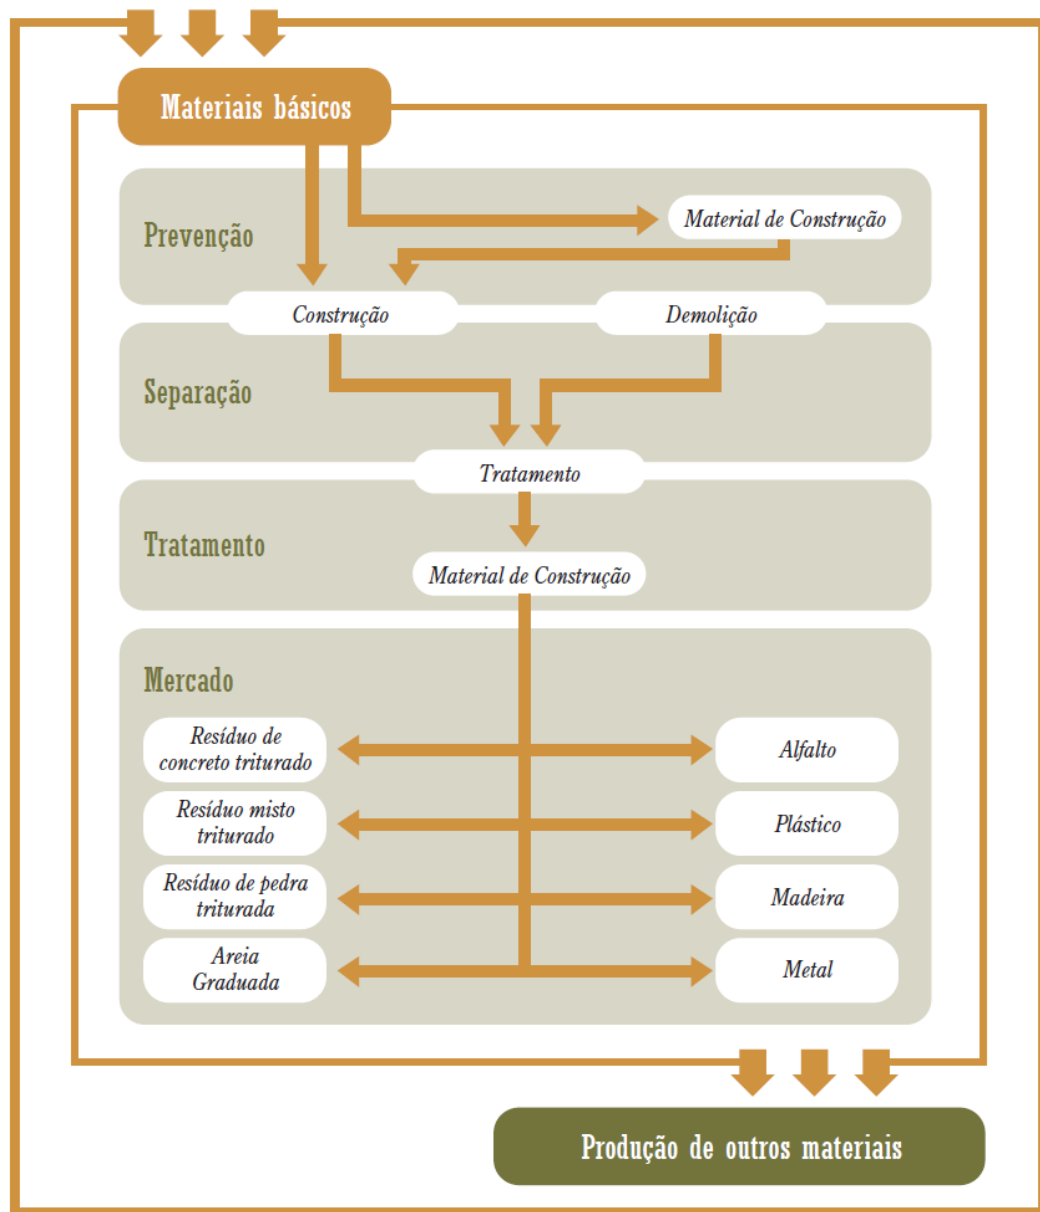 Materiais básicos
Prevenção
Material de Construção
Construção
Demolição
Separação
Tratamento
Tratamento
Material de Construção
Mercado
Resíduo de
concreto triturado
Alfalto
Resíduo misto
triturado
Plástico
Resíduo de pedra
triturada
Madeira
Areia
Graduada
Metal
Produção de outros materiais